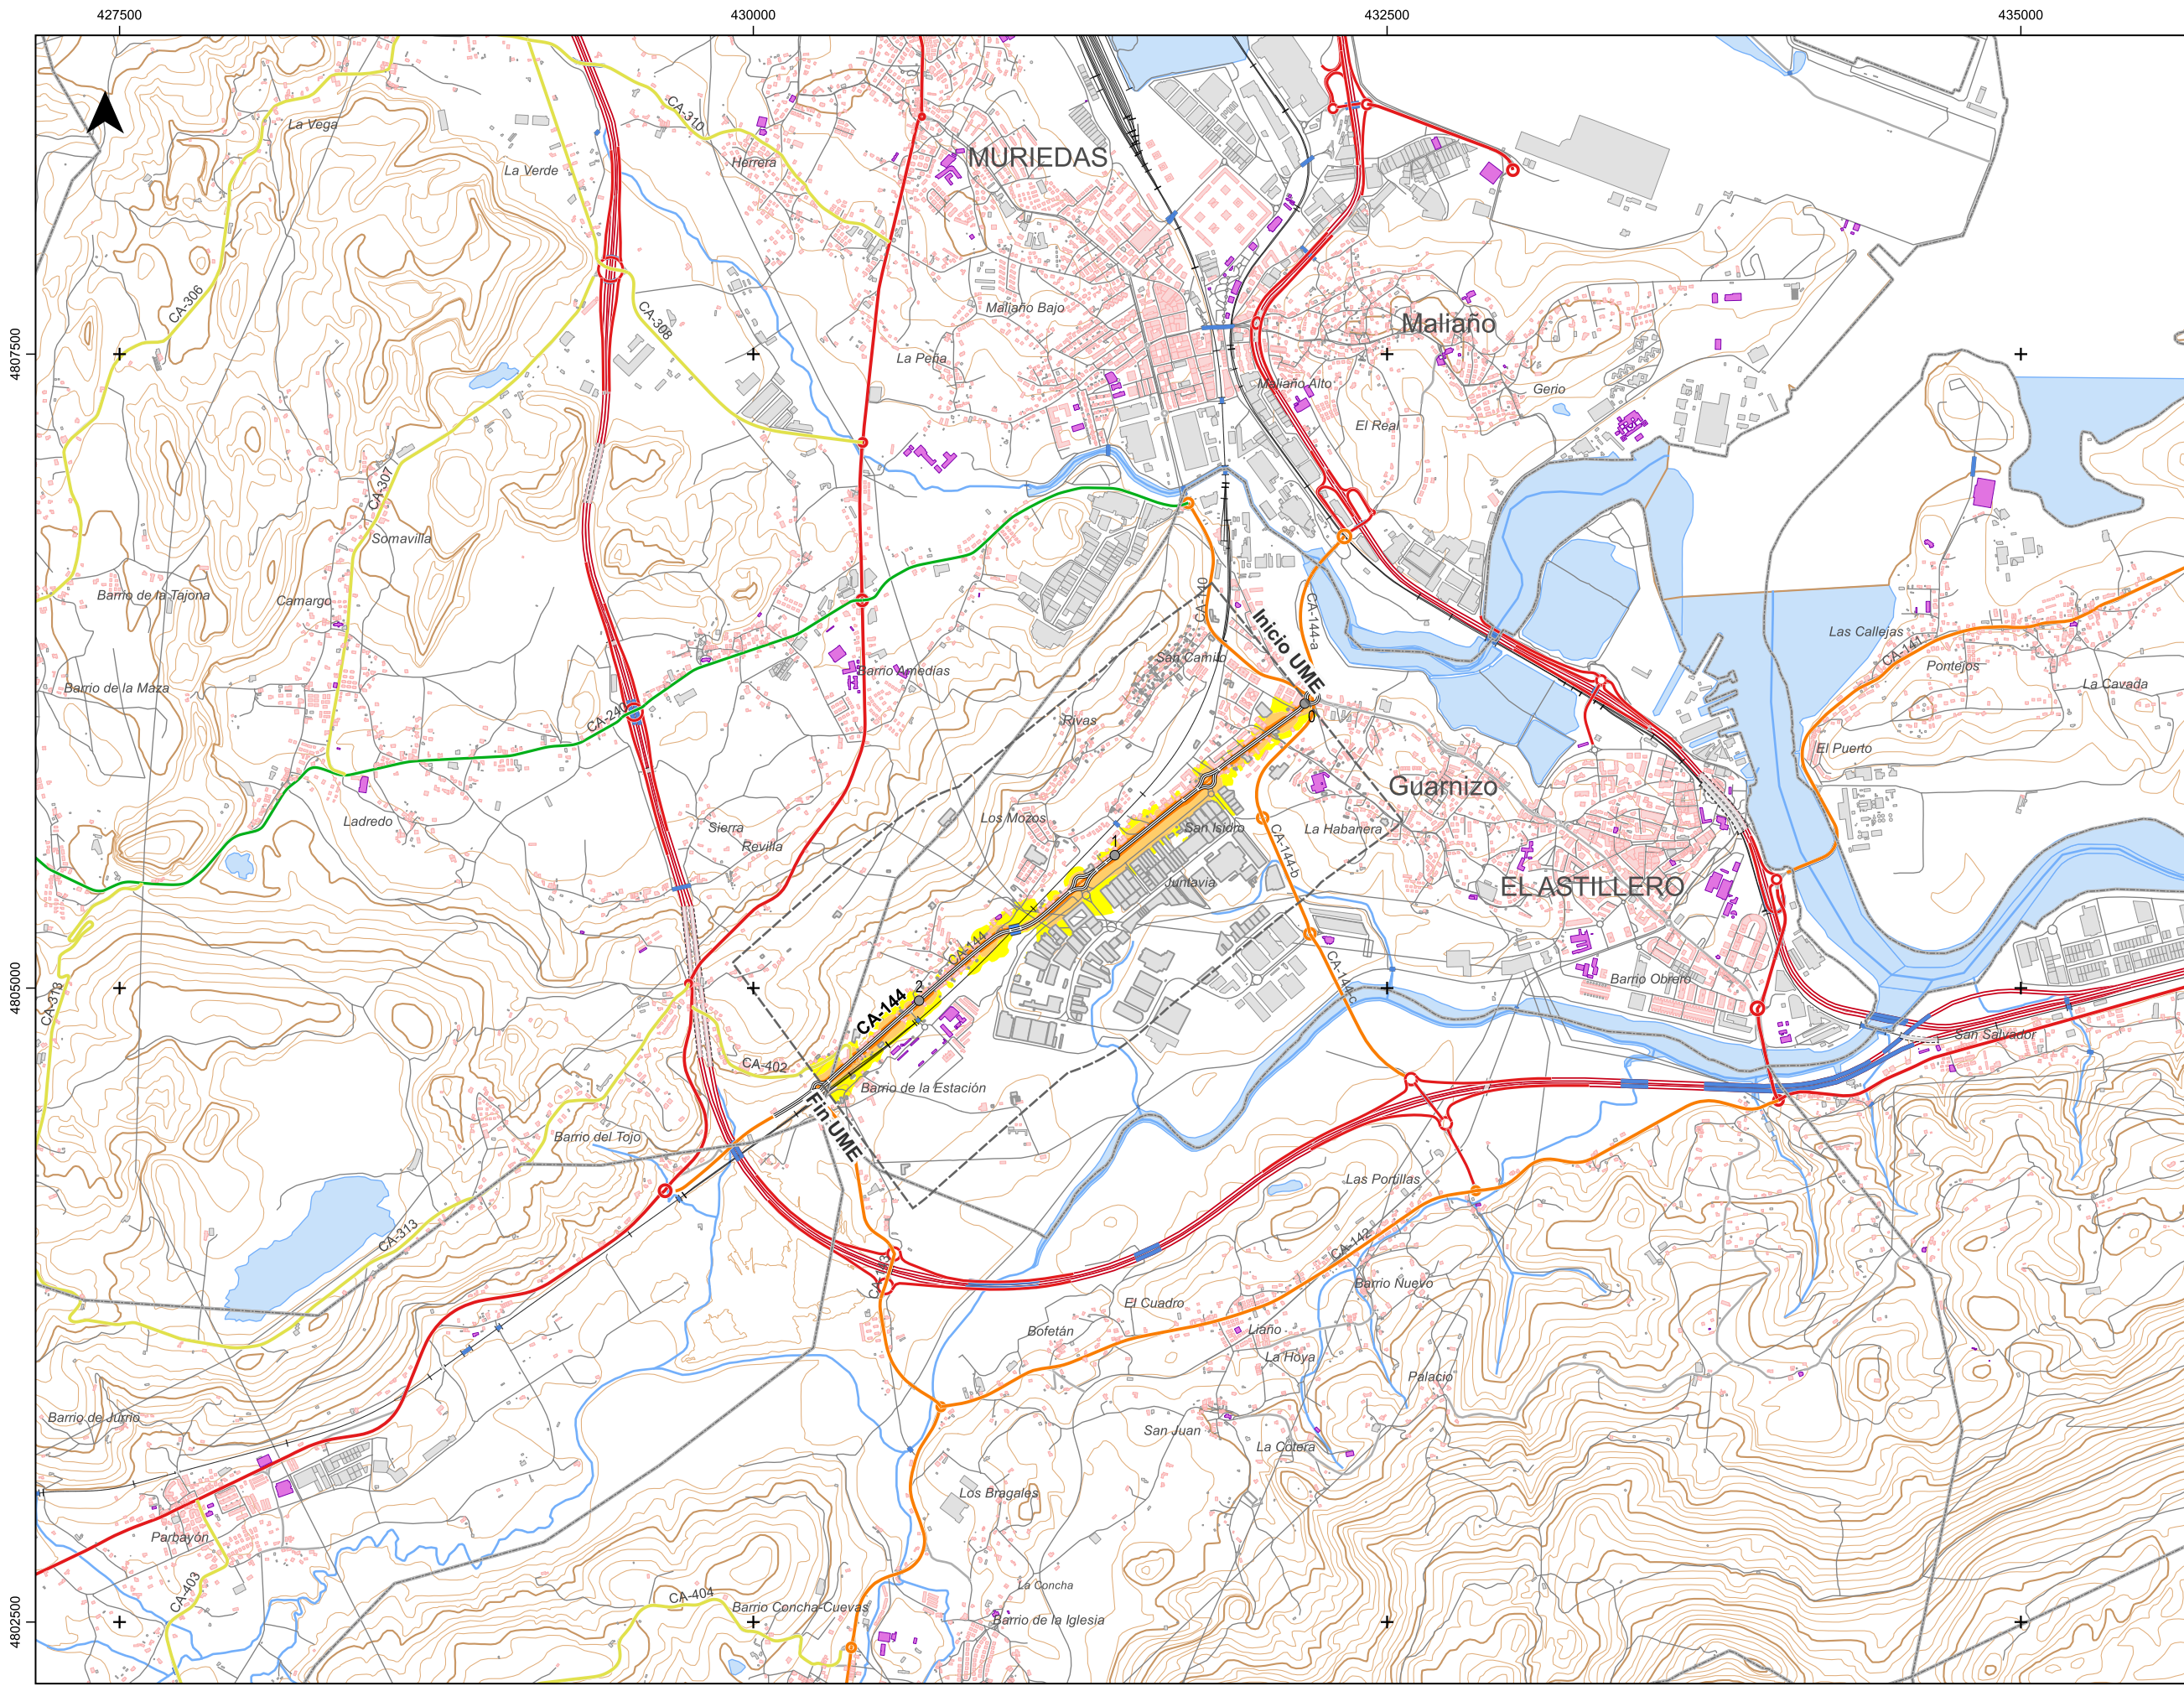 427500
430000
432500
435000
4807500
4805000
4802500
La Vega
CA-310
La Verde
Herrera
MURIEDAS
CA-306
CA-308
Maliaño Bajo
Maliaño
La Peña
Maliaño Alto
Gerio
El Real
CA-307
Somavilla
Barrio de la Tajona
Camargo
CA-140
CA-144-a
Inicio UME
Las Callejas
CA-141
Pontejos
San Camilo
Barrio Amedias
Barrio de la Maza
La Cavada
CA-240
Rivas
0
El Puerto
Guarnizo
Ladredo
Sierra
Los Mozos
San Isidro
La Habanera
Revilla
1
CA-144-b
Juntavia
EL ASTILLERO
CA-144
CA-144-c
Barrio Obrero
CA-313
2
CA-144
San Salvador
CA-402
Barrio de la Estación
Fin UME
Barrio del Tojo
Las Portillas
CA-313
CA-142
Barrio Nuevo
El Cuadro
Bofetán
Liaño
La Hoya
Palacio
Barrio de Jurrio
San Juan
La Cotera
Los Bragales
Parbayón
CA-403
CA-404
La Concha
Barrio Concha-Cuevas
Barrio de la Iglesia